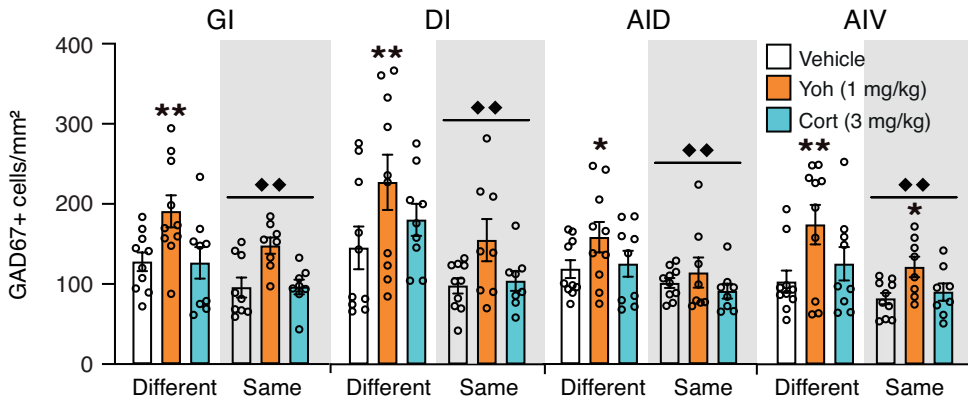 GI DI AID AIV
GAD67+ cells/mm²
400
300
200
100
0
** ** * ** *
Vehicle
Yoh (1 mg/kg)
Cort (3 mg/kg)
◆◆ ◆◆ ◆◆ ◆◆
Different Same Different Same Different Same Different Same